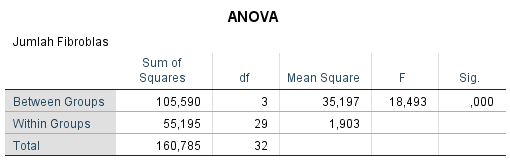 ANOVA
Jumlah Fibroblas
Sum of Squares df Mean Square F Sig.
Between Groups 105,590 3 35,197 18,493 ,000
Within Groups 55,195 29 1,903
Total 160,785 32